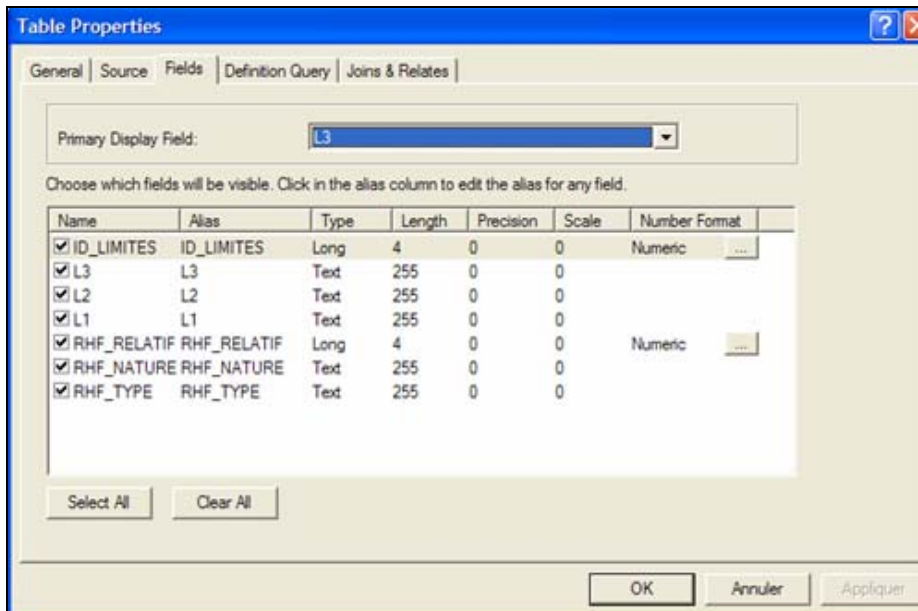 Table Properties
General Source Fields Definition Query Joins & Relates
Primary Display Field: L3
Choose which fields will be visible. Click in the alias column to edit the alias for any field.
Name Alias Type Length Precision Scale Number Format
ID_LIMITES ID_LIMITES Long 4 0 0 Numeric ...
L3 L3 Text 255 0 0
L2 L2 Text 255 0 0
L1 L1 Text 255 0 0
RHF_RELATIF RHF_RELATIF Long 4 0 0 Numeric ...
RHF_NATURE RHF_NATURE Text 255 0 0
RHF_TYPE RHF_TYPE Text 255 0 0
Select All Clear All
OK Annuler Appliquer